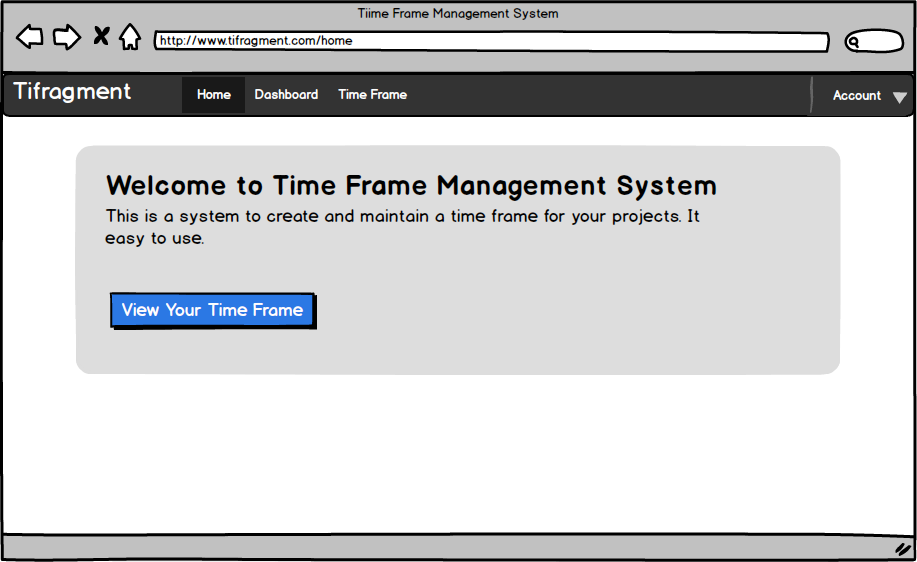 Tiime Frame Management System
http://www.tifragment.com/home
Tifragment Home Dashboard Time Frame Account
Welcome to Time Frame Management System
This is a system to create and maintain a time frame for your projects. It
easy to use.
View Your Time Frame